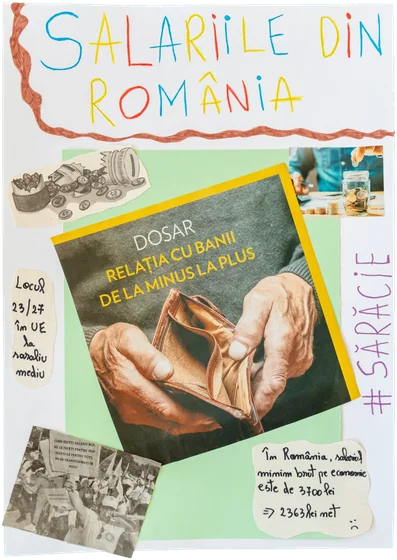 SALARIILE DIN
ROMÂNIA
DOSAR
RELAȚIA CU BANII
DE LA MINUS LA PLUS
#SĂRĂCIE
Locul
23/27
în UE
la
salaliu
mediu
În România, salariul
minim brut pe economie
este de 3700 lei
⇒ 2363 lei net
:(